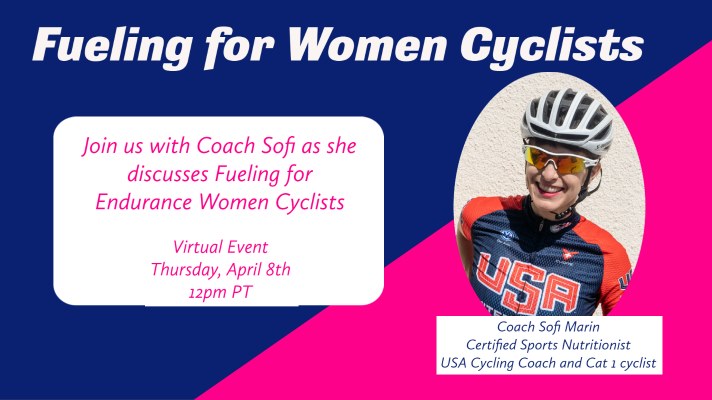 Fueling for Women Cyclists
Join us with Coach Sofi as she
discusses Fueling for
Endurance Women Cyclists
Virtual Event
Thursday, April 8th
12pm PT
USA
Coach Sofi Marin
Certified Sports Nutritionist
USA Cycling Coach and Cat 1 cyclist